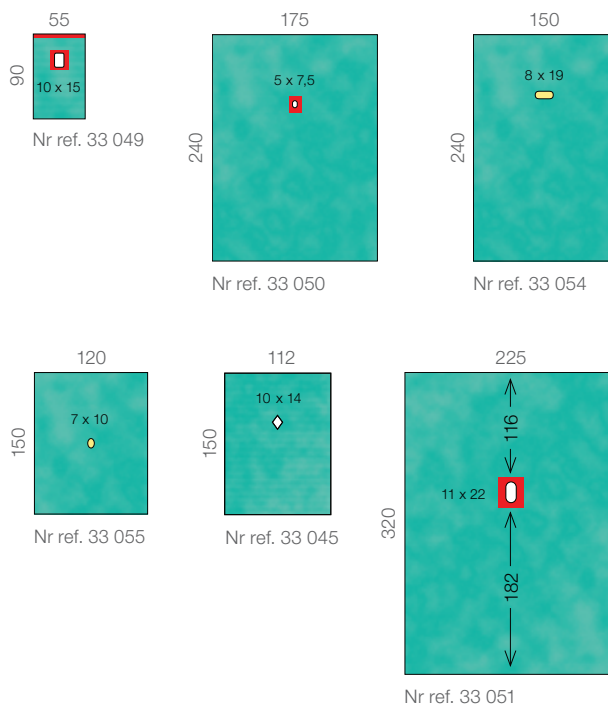 55
90
10 x 15
Nr ref. 33 049
175
240
5 x 7,5
Nr ref. 33 050
150
240
8 x 19
Nr ref. 33 054
120
150
7 x 10
Nr ref. 33 055
112
150
10 x 14
Nr ref. 33 045
225
320
116
11 x 22
182
Nr ref. 33 051